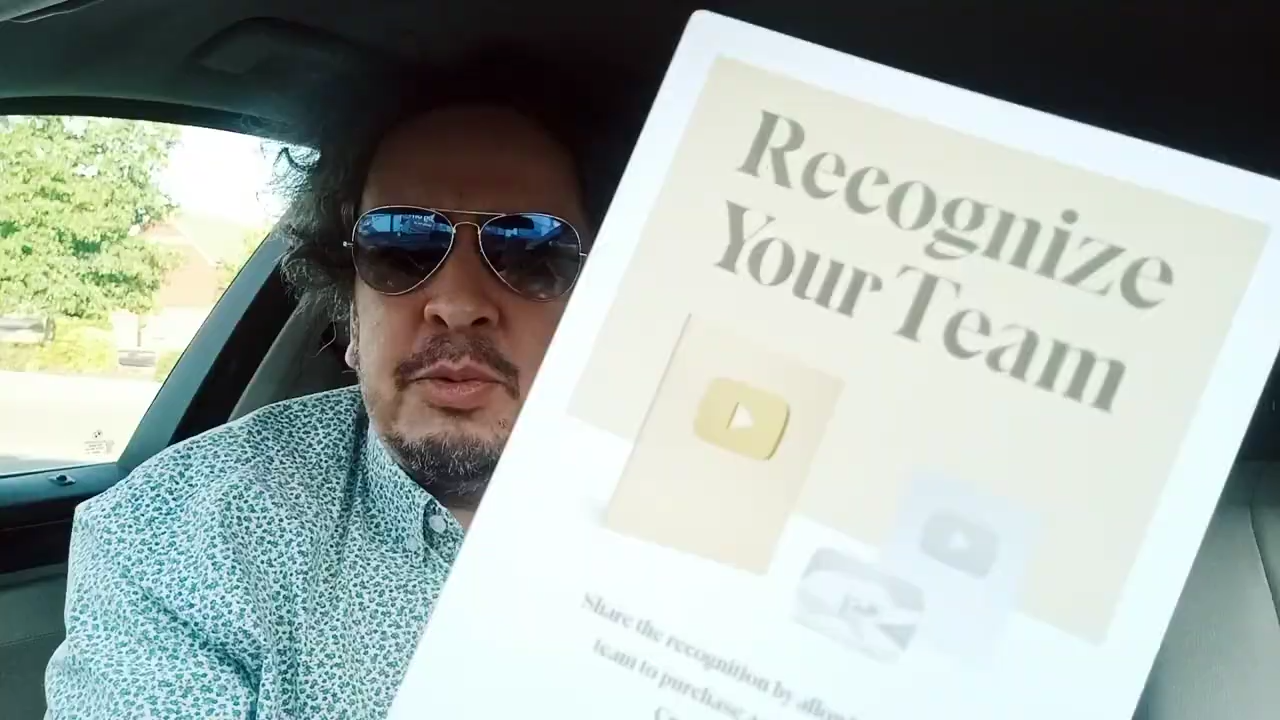 Recognize
Your Team
Share the recognition by
team to purchase